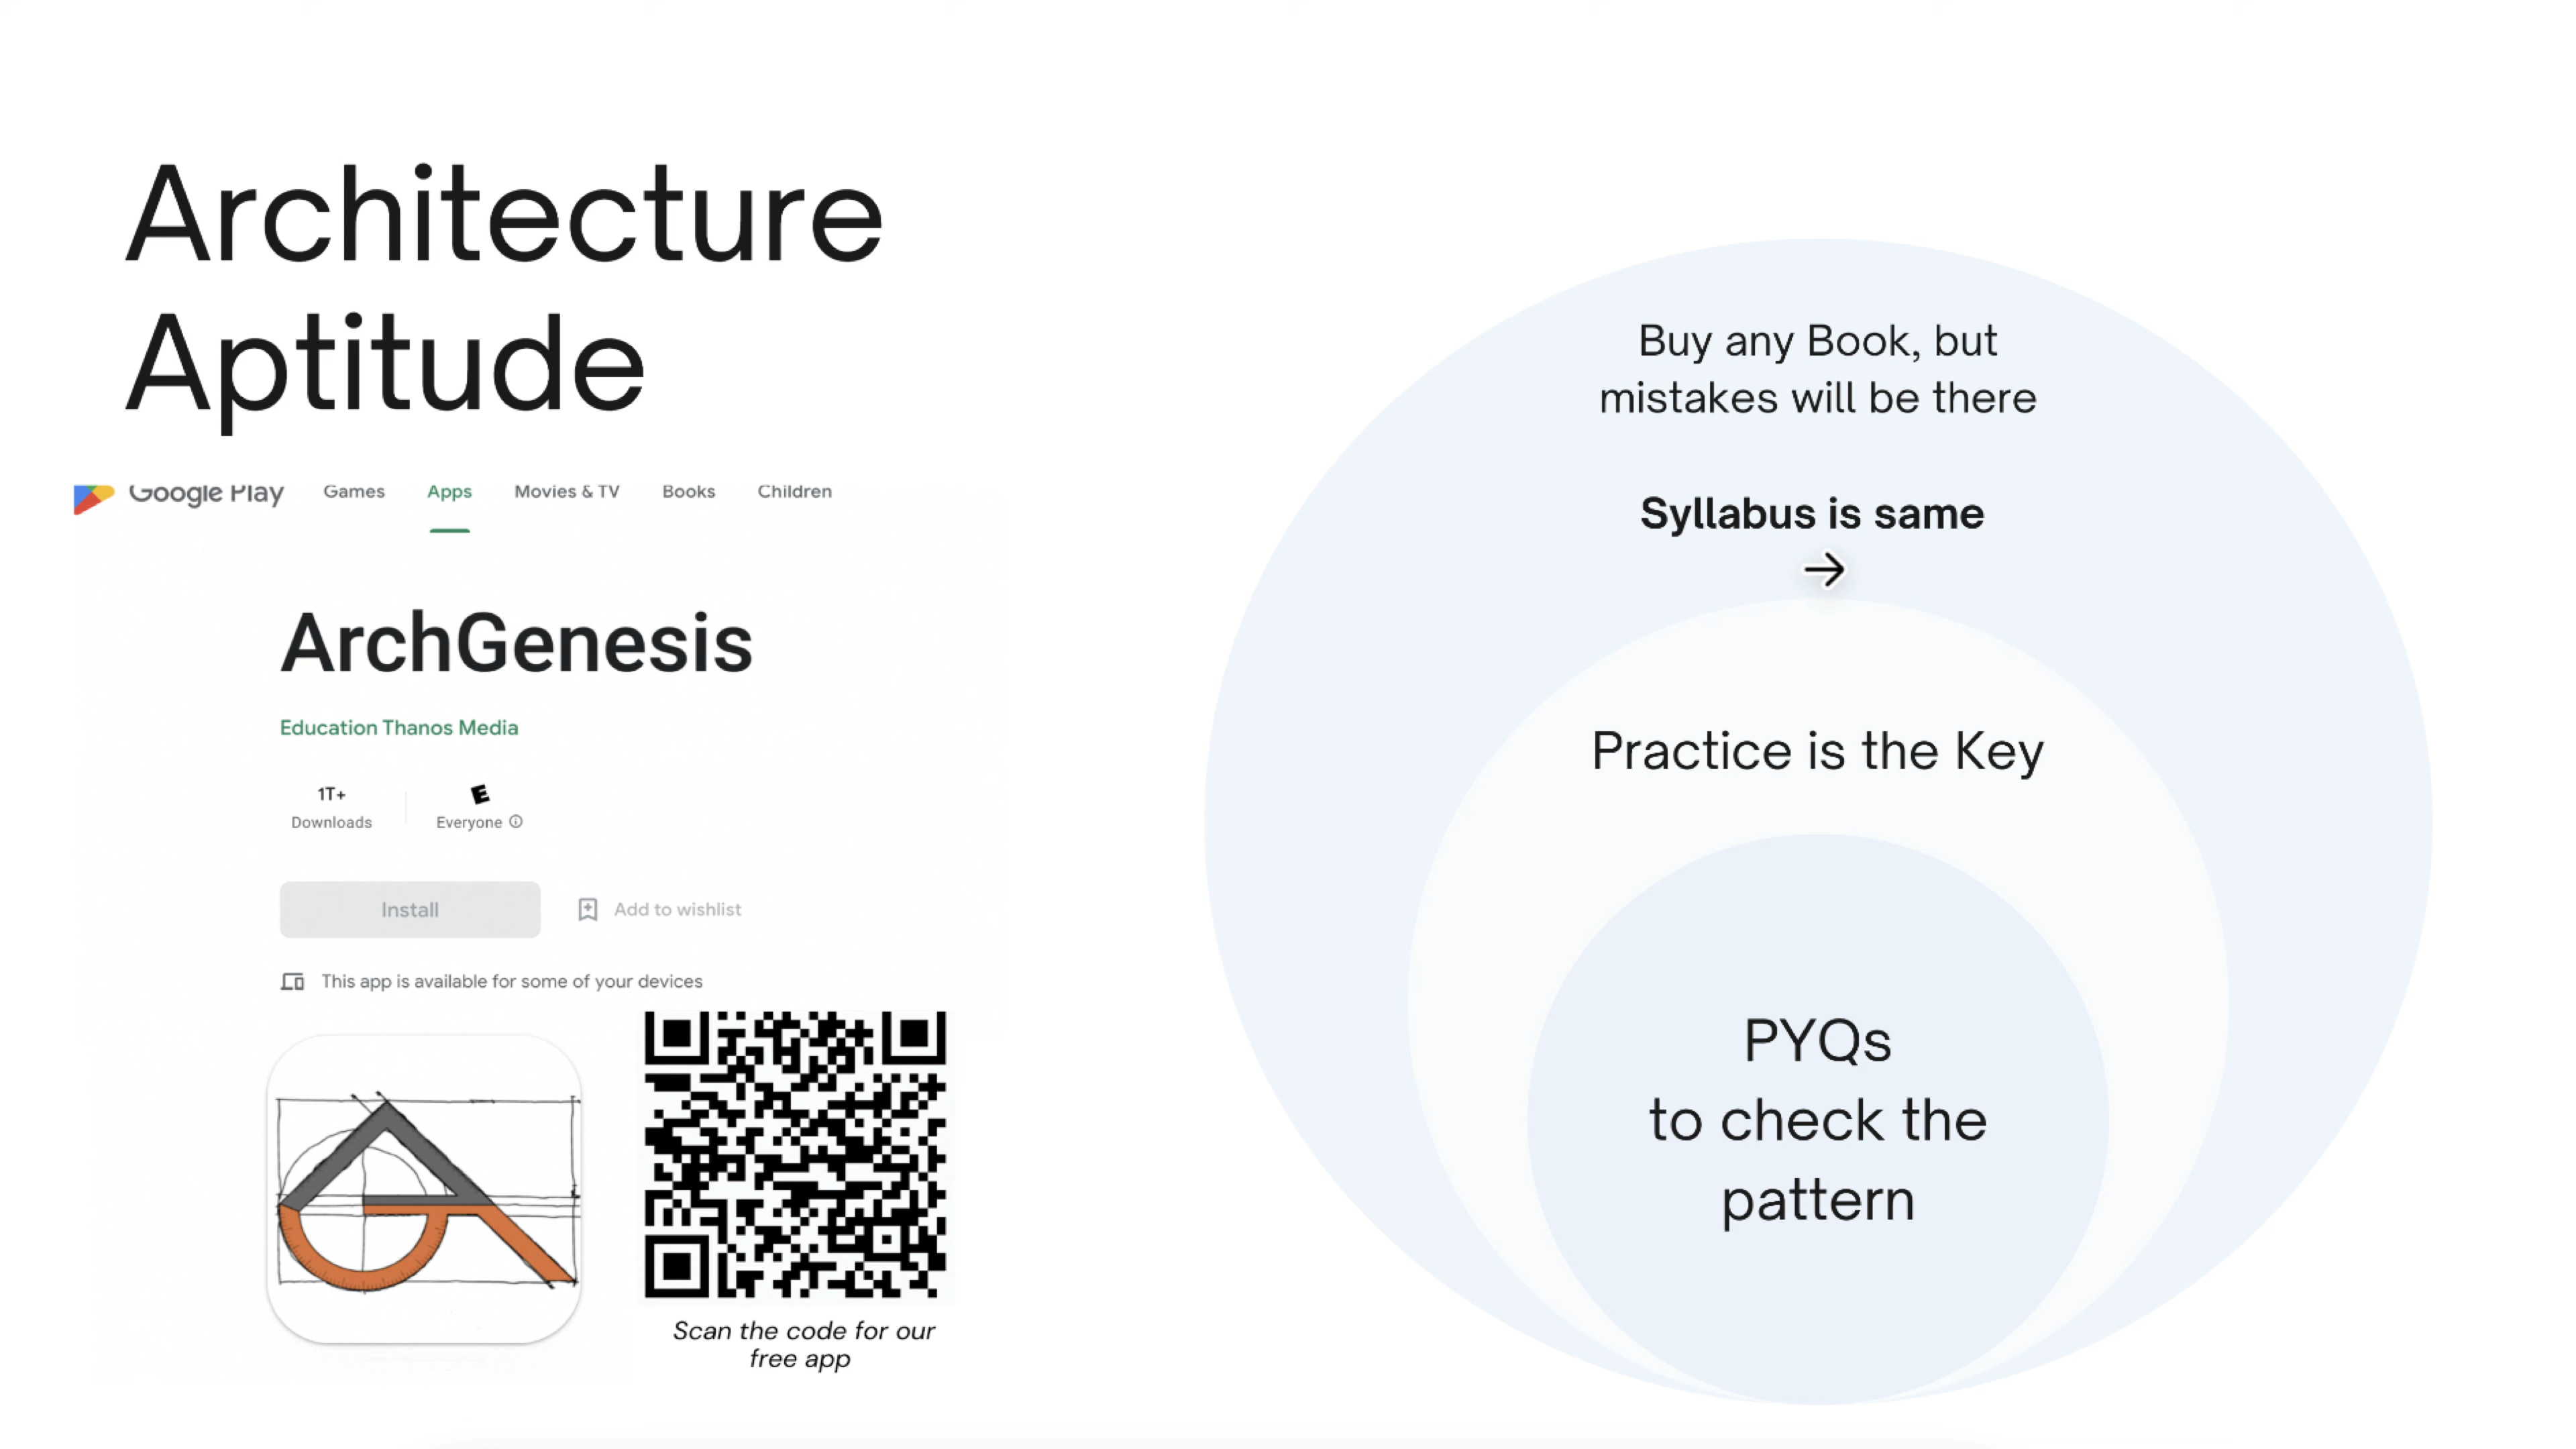 Architecture
Aptitude
Google Play Games Apps Movies & TV Books Children
ArchGenesis
Education Thanos Media
1T+
Downloads
E
Everyone
Install
Add to wishlist
This app is available for some of your devices
Scan the code for our
free app
Buy any Book, but
mistakes will be there
Syllabus is same
Practice is the Key
PYQs
to check the
pattern